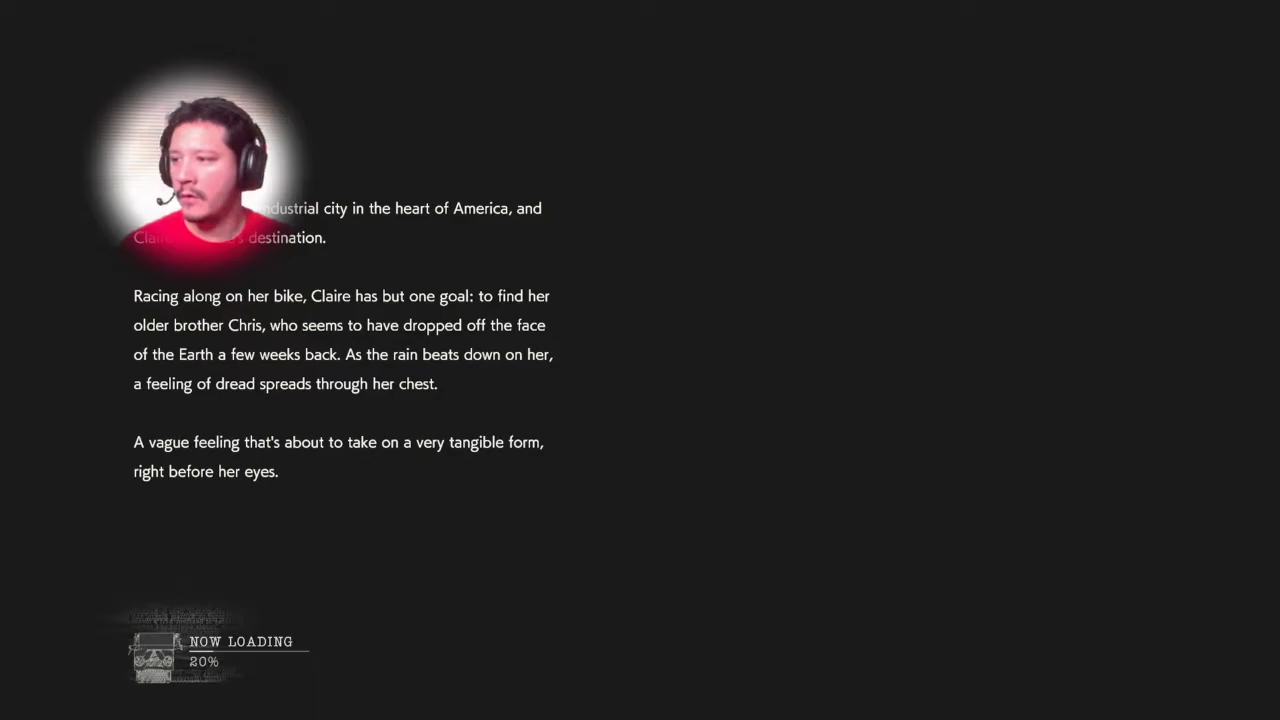 industrial city in the heart of America, and
destination.
Racing along on her bike, Claire has but one goal: to find her
older brother Chris, who seems to have dropped off the face
of the Earth a few weeks back. As the rain beats down on her,
a feeling of dread spreads through her chest.
A vague feeling that's about to take on a very tangible form,
right before her eyes.
NOW LOADING
20%